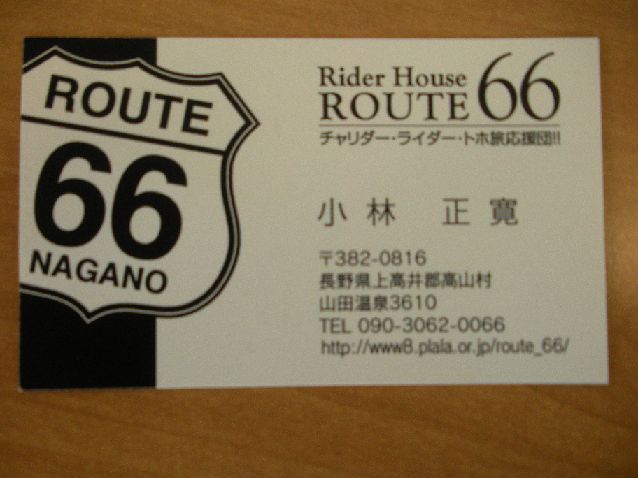 ROUTE
66
NAGANO
Rider House
ROUTE 66
チャリダー・ライダー・トホ旅応援団!!
小林 正寛
〒382-0816
長野県上高井郡高山村
山田温泉3610
TEL 090-3062-0066
http://www8.plala.or.jp/route_66/